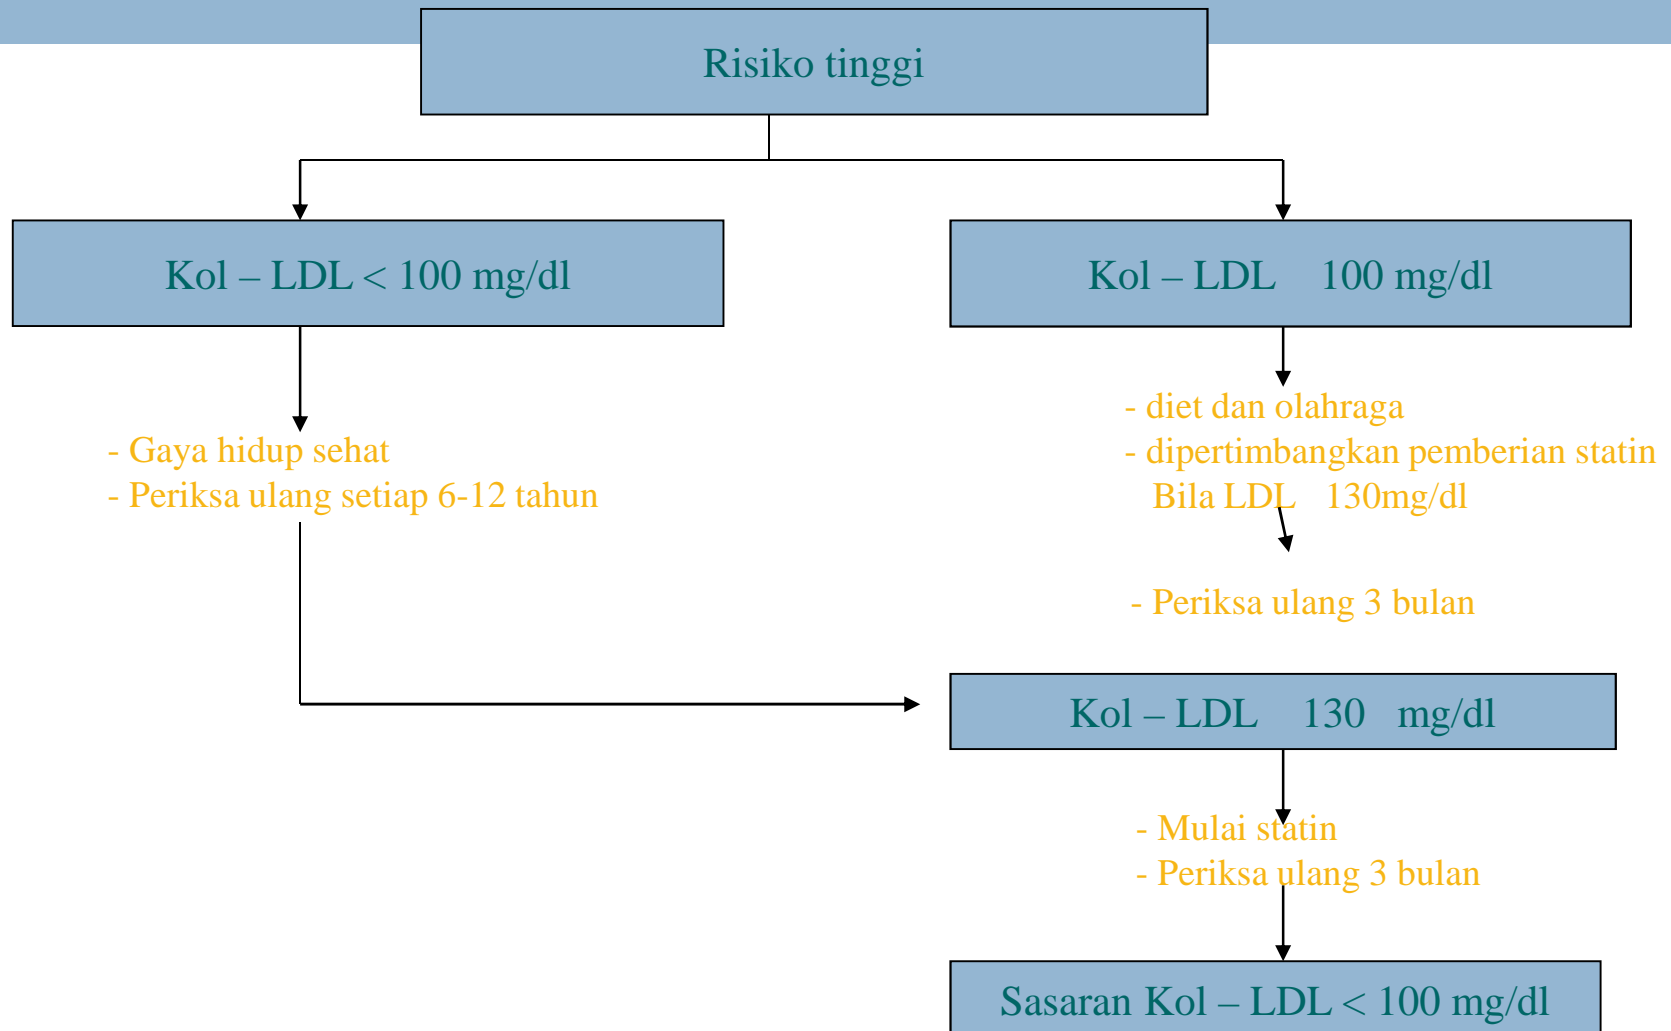 Risiko tinggi
Kol – LDL < 100 mg/dl
Kol – LDL 100 mg/dl
- Gaya hidup sehat
- Periksa ulang setiap 6-12 tahun
- diet dan olahraga
- dipertimbangkan pemberian statin
Bila LDL 130mg/dl
- Periksa ulang 3 bulan
Kol – LDL 130 mg/dl
- Mulai statin
- Periksa ulang 3 bulan
Sasaran Kol – LDL < 100 mg/dl